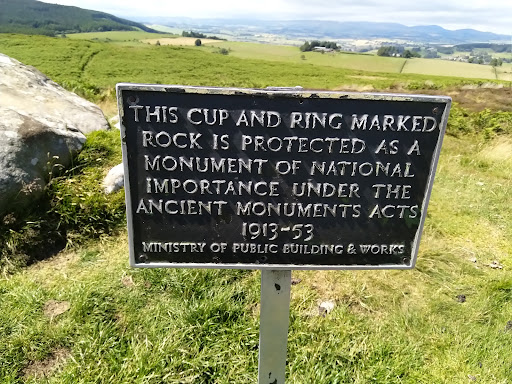 THIS CUP AND RING MARKED
ROCK IS PROTECTED AS A
MONUMENT OF NATIONAL
IMPORTANCE UNDER THE
ANCIENT MONUMENTS ACTS
1913-53
MINISTRY OF PUBLIC BUILDING & WORKS